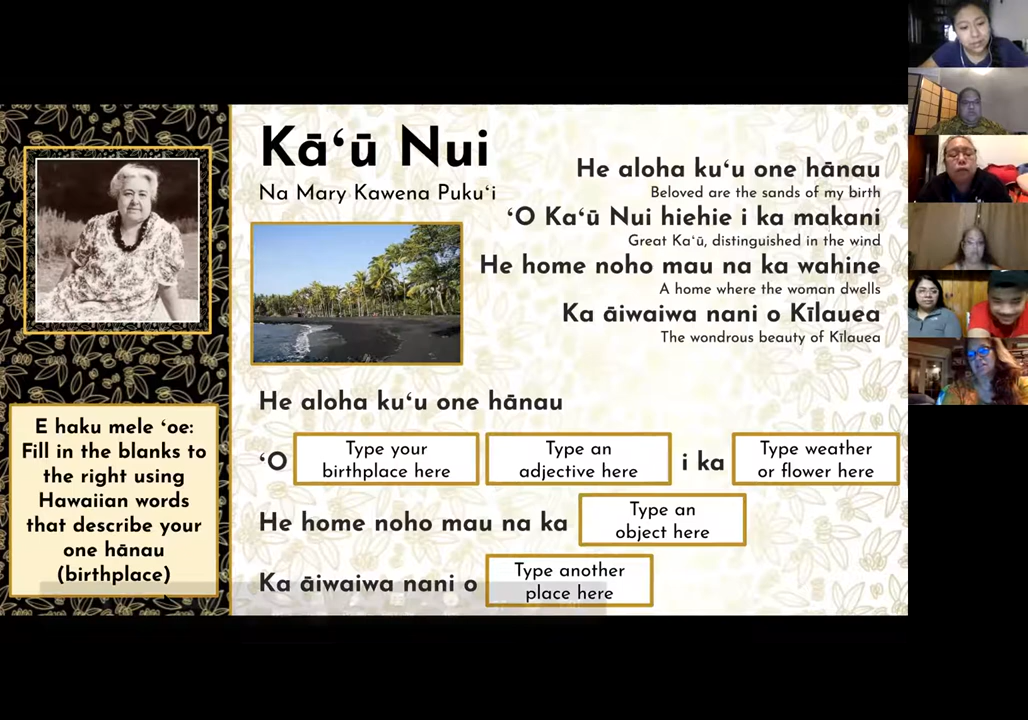 Kāʻū Nui
Na Mary Kawena Pukuʻi
He aloha kuʻu one hānau
Beloved are the sands of my birth
ʻO Kaʻū Nui hiehie i ka makani
Great Kaʻū, distinguished in the wind
He home noho mau na ka wahine
A home where the woman dwells
Ka āiwaiwa nani o Kīlauea
The wondrous beauty of Kīlauea
E haku mele ʻoe:
Fill in the blanks to
the right using
Hawaiian words
that describe your
one hānau
(birthplace)
He aloha kuʻu one hānau
ʻO Type your birthplace here Type an adjective here i ka Type weather or flower here
He home noho mau na ka Type an object here
Ka āiwaiwa nani o Type another place here